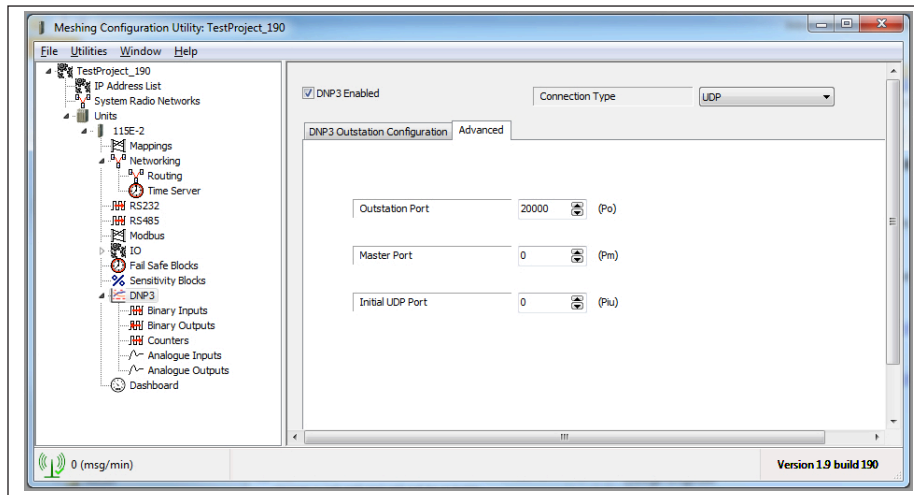 Meshing Configuration Utility: TestProject_190
File Utilities Window Help
TestProject_190
IP Address List
System Radio Networks
Units
115E-2
Mappings
Networking
Routing
Time Server
RS232
RS485
Modbus
IO
Fail Safe Blocks
Sensitivity Blocks
DNP3
Binary Inputs
Binary Outputs
Counters
Analogue Inputs
Analogue Outputs
Dashboard
DNP3 Enabled Connection Type UDP
DNP3 Outstation Configuration Advanced
Outstation Port 20000 (Po)
Master Port 0 (Pm)
Initial UDP Port 0 (Piu)
0 (msg/min) Version 1.9 build 190